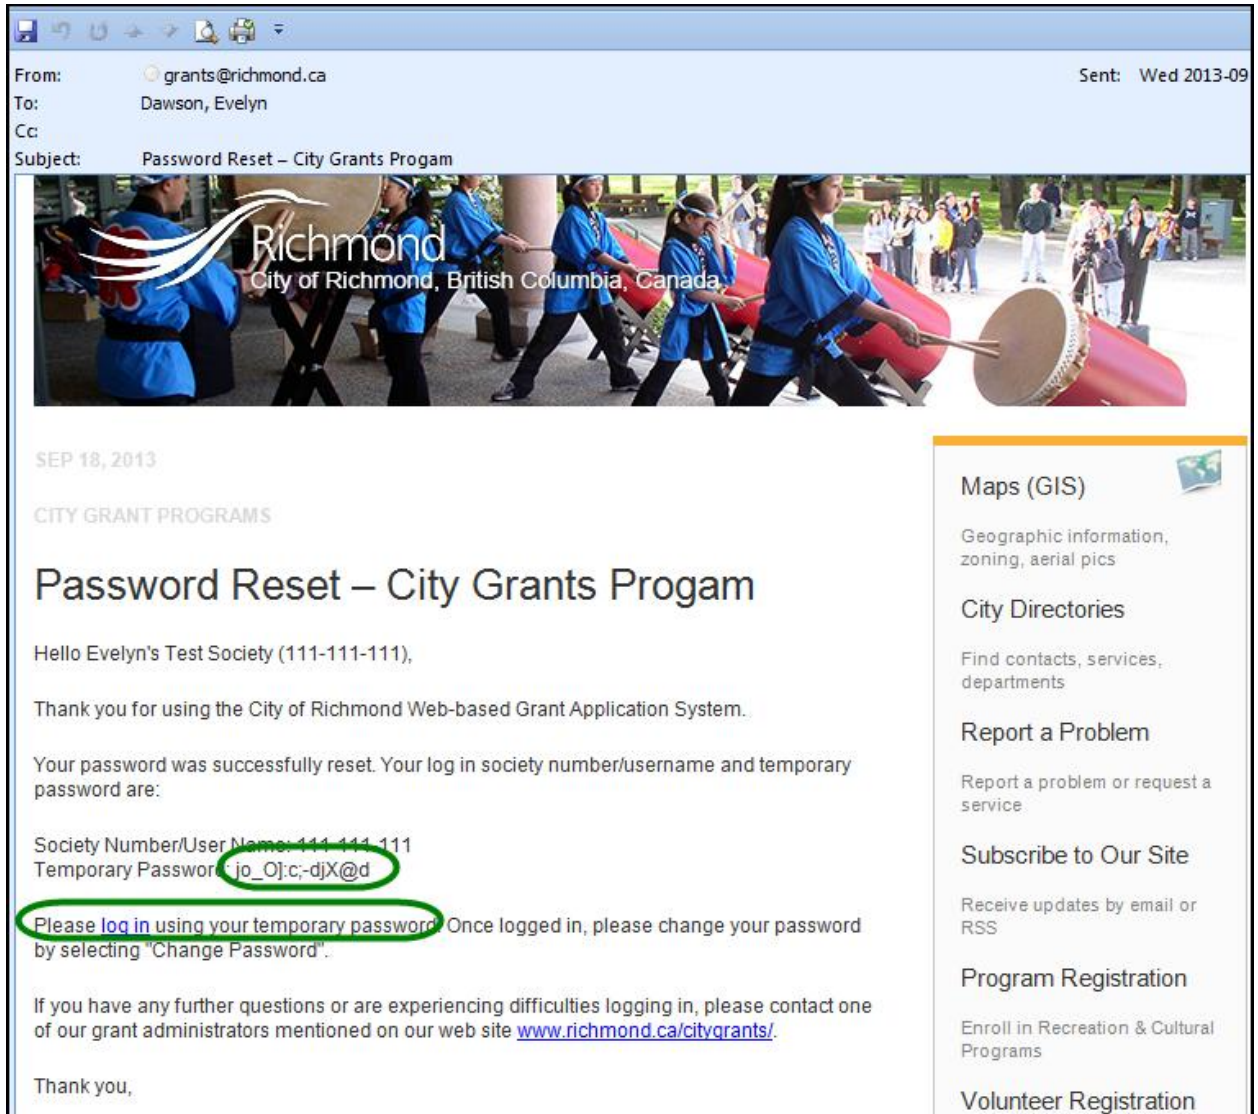 From: grants@richmond.ca Sent: Wed 2013-09
To: Dawson, Evelyn
Cc:
Subject: Password Reset – City Grants Progam
Richmond
City of Richmond, British Columbia, Canada
SEP 18, 2013
CITY GRANT PROGRAMS
Password Reset – City Grants Progam
Hello Evelyn's Test Society (111-111-111),
Thank you for using the City of Richmond Web-based Grant Application System.
Your password was successfully reset. Your log in society number/username and temporary
password are:
Society Number/User Name: 111-111-111
Temporary Password: jo_O]:c;-djX@d
Please log in using your temporary password. Once logged in, please change your password
by selecting "Change Password".
If you have any further questions or are experiencing difficulties logging in, please contact one
of our grant administrators mentioned on our web site www.richmond.ca/citygrants/.
Thank you,
Maps (GIS)
Geographic information,
zoning, aerial pics
City Directories
Find contacts, services,
departments
Report a Problem
Report a problem or request a
service
Subscribe to Our Site
Receive updates by email or
RSS
Program Registration
Enroll in Recreation & Cultural
Programs
Volunteer Registration